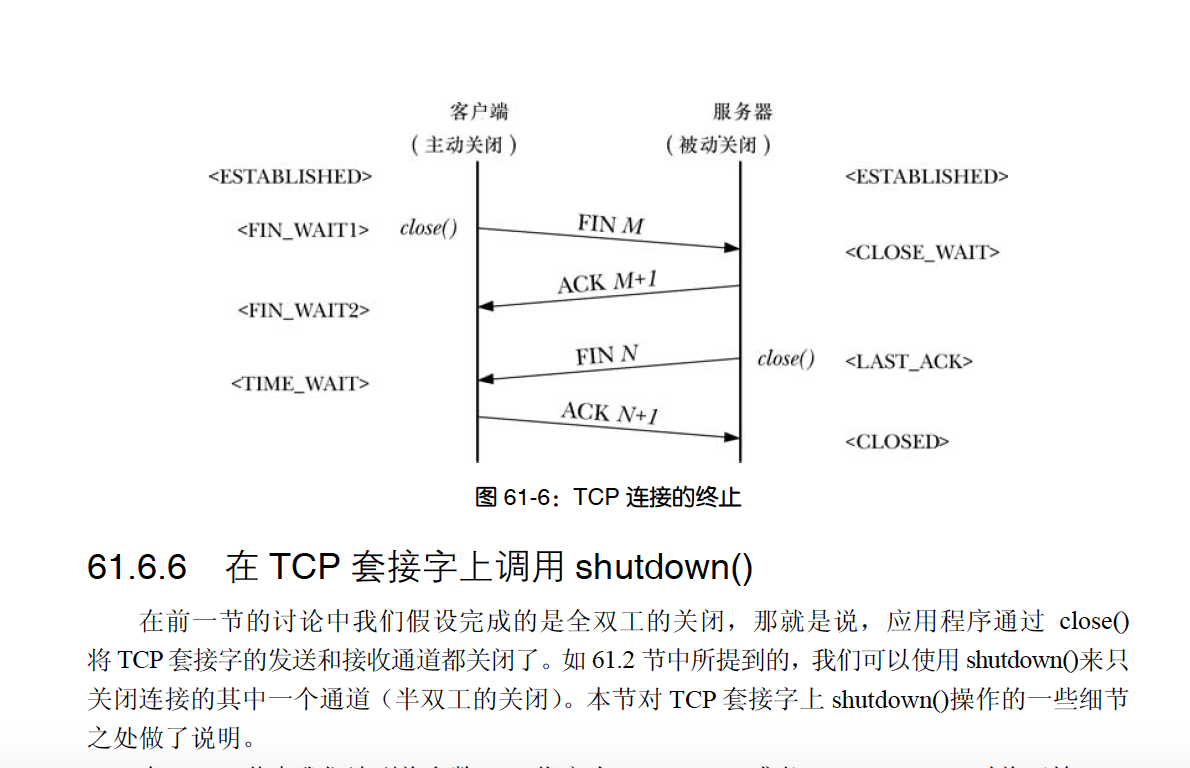 客户端 服务器
（主动关闭） （被动关闭）
<ESTABLISHED> <ESTABLISHED>
<FIN_WAIT1> close() FIN M
<CLOSE_WAIT>
ACK M+1
<FIN_WAIT2>
FIN N close() <LAST_ACK>
<TIME_WAIT>
ACK N+1
<CLOSED>
图 61-6：TCP 连接的终止
61.6.6 在 TCP 套接字上调用 shutdown()
在前一节的讨论中我们假设完成的是全双工的关闭，那就是说，应用程序通过 close()
将 TCP 套接字的发送和接收通道都关闭了。如 61.2 节中所提到的，我们可以使用 shutdown()来只
关闭连接的其中一个通道（半双工的关闭）。本节对 TCP 套接字上 shutdown()操作的一些细节
之处做了说明。